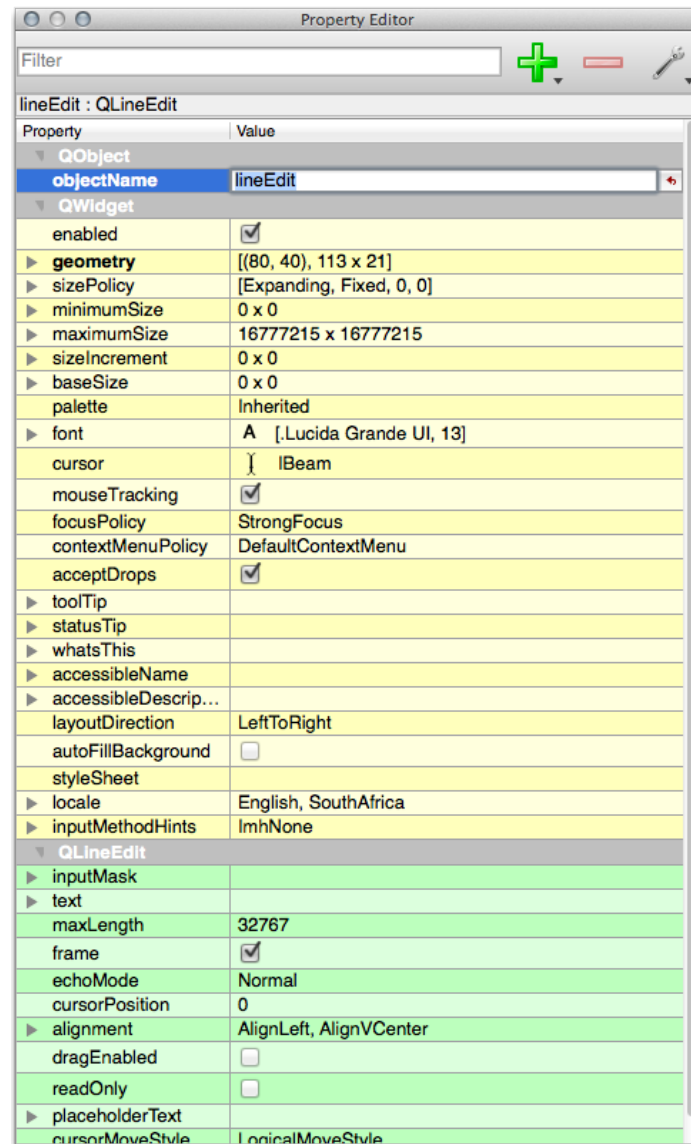 Property Editor
Filter
lineEdit : QLineEdit
Property Value
QObject
objectName lineEdit
QWidget
enabled
geometry [(80, 40), 113 x 21]
sizePolicy [Expanding, Fixed, 0, 0]
minimumSize 0 x 0
maximumSize 16777215 x 16777215
sizeIncrement 0 x 0
baseSize 0 x 0
palette Inherited
font A [.Lucida Grande UI, 13]
cursor IBeam
mouseTracking
focusPolicy StrongFocus
contextMenuPolicy DefaultContextMenu
acceptDrops
toolTip
statusTip
whatsThis
accessibleName
accessibleDescrip...
layoutDirection LeftToRight
autoFillBackground
styleSheet
locale English, SouthAfrica
inputMethodHints ImhNone
QLineEdit
inputMask
text
maxLength 32767
frame
echoMode Normal
cursorPosition 0
alignment AlignLeft, AlignVCenter
dragEnabled
readOnly
placeholderText
cursorMoveStyle LogicalMoveStyle